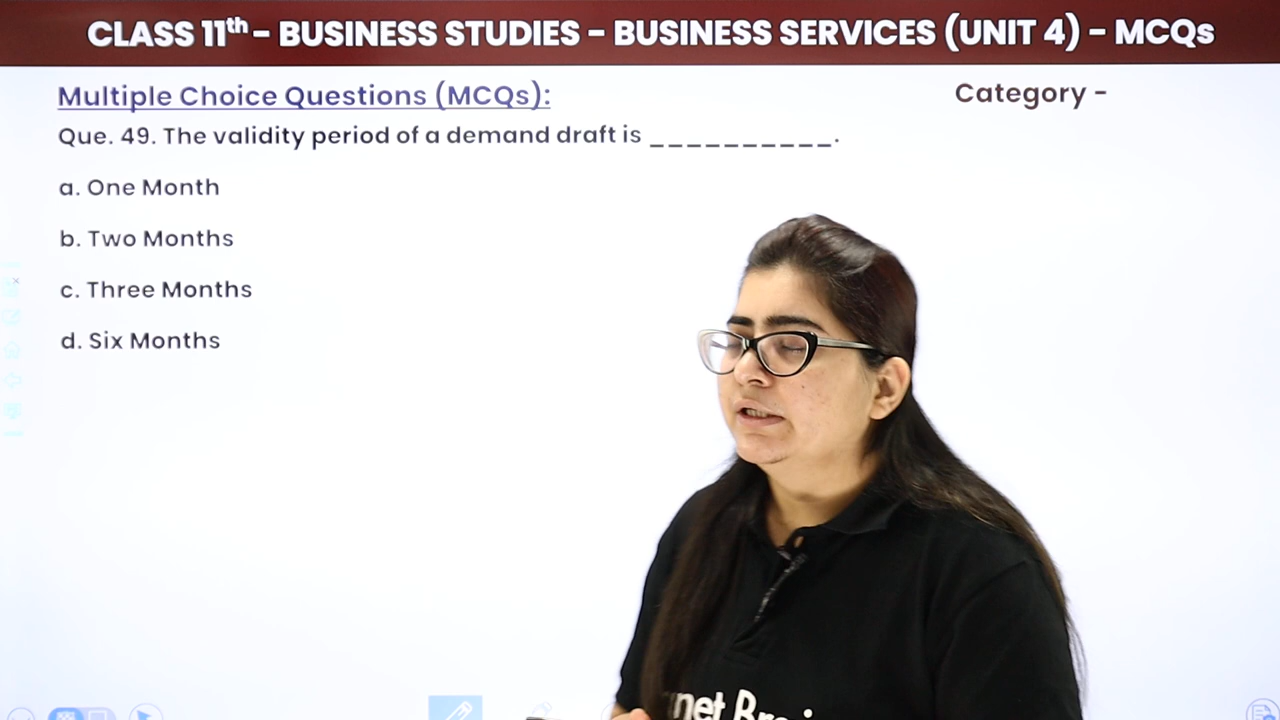 CLASS 11th – BUSINESS STUDIES – BUSINESS SERVICES (UNIT 4) – MCQs
Multiple Choice Questions (MCQs):
Category –
Que. 49. The validity period of a demand draft is __________.
a. One Month
b. Two Months
c. Three Months
d. Six Months